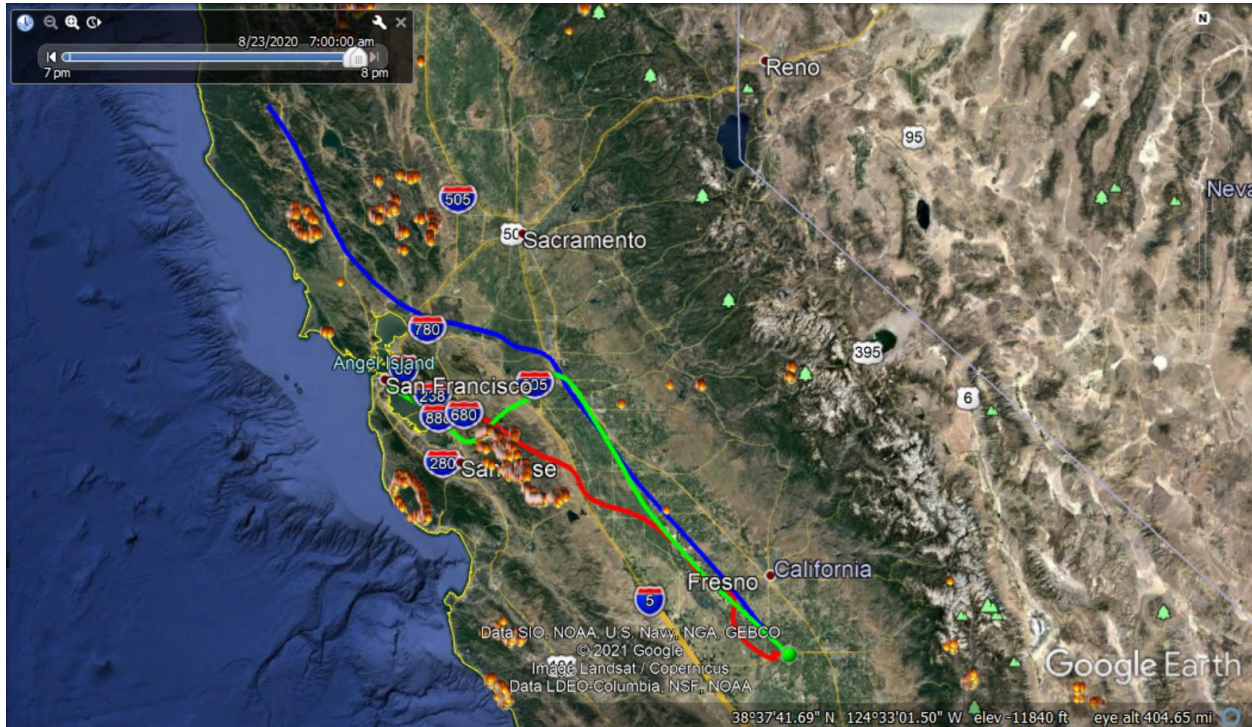 8/23/2020 7:00:00 am
7 pm
8 pm
N
Reno
95
Neva
505
50
Sacramento
780
395
Angel Island
San Francisco
238
6
880
680
280
California
Fresno
5
Data SIO, NOAA, U.S. Navy, NGA, GEBCO
© 2021 Google
Image Landsat / Copernicus
Data LDEO-Columbia, NSF, NOAA
Google Earth
38°37'41.69" N 124°33'01.50" W elev -11840 ft eye alt 404.65 mi